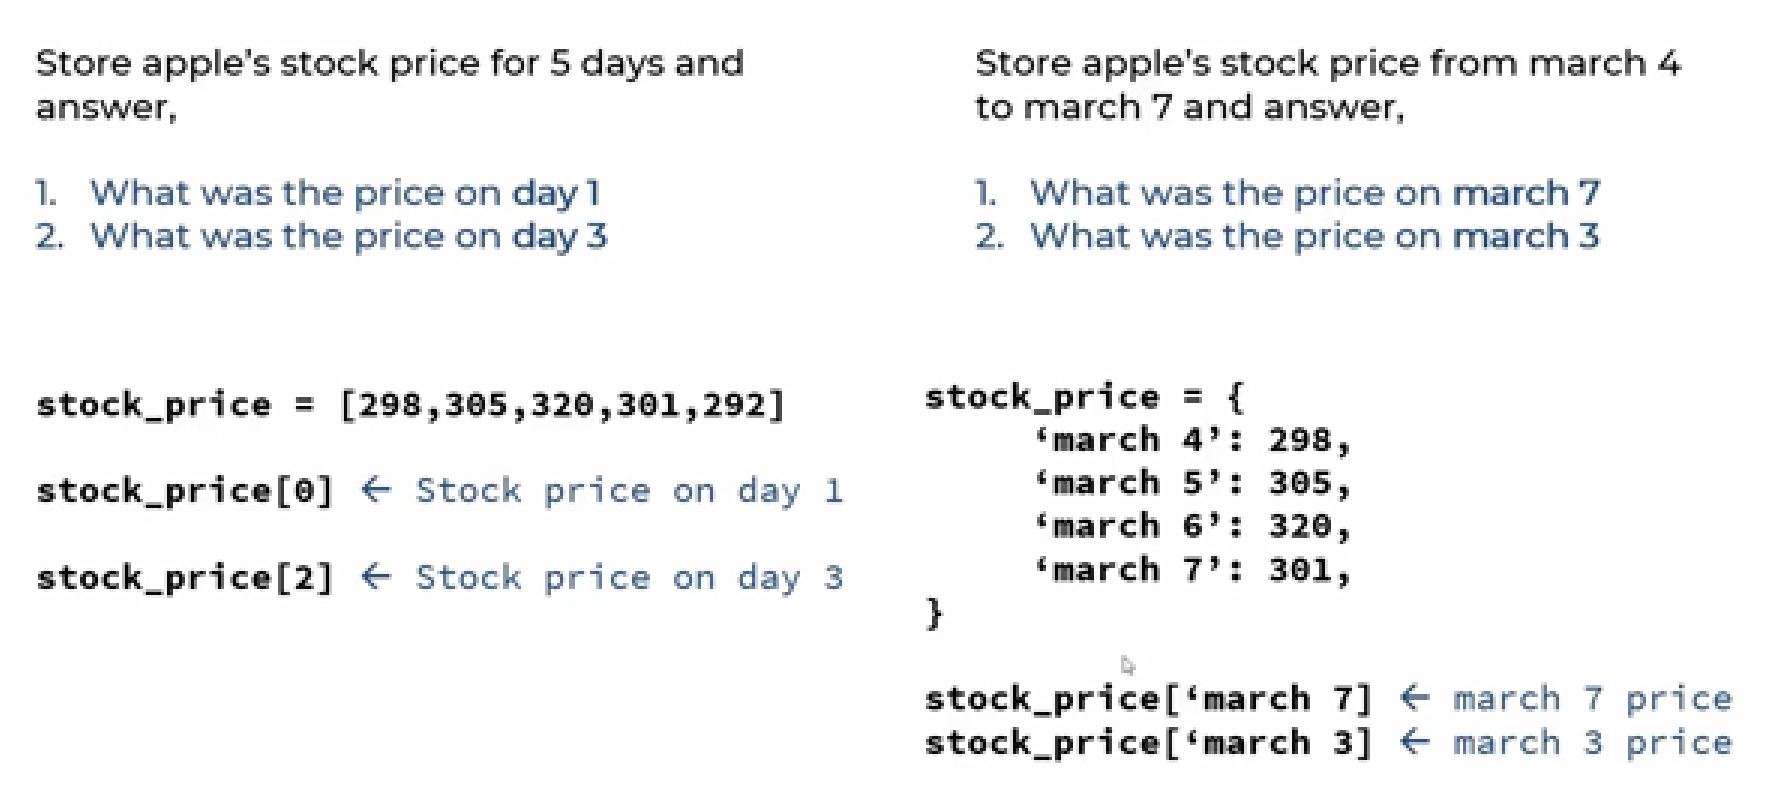 Store apple's stock price for 5 days and
answer,
1. What was the price on day 1
2. What was the price on day 3
stock_price = [298,305,320,301,292]
stock_price[0] ← Stock price on day 1
stock_price[2] ← Stock price on day 3
Store apple's stock price from march 4
to march 7 and answer,
1. What was the price on march 7
2. What was the price on march 3
stock_price = {
‘march 4’: 298,
‘march 5’: 305,
‘march 6’: 320,
‘march 7’: 301,
}
stock_price[‘march 7] ← march 7 price
stock_price[‘march 3] ← march 3 price